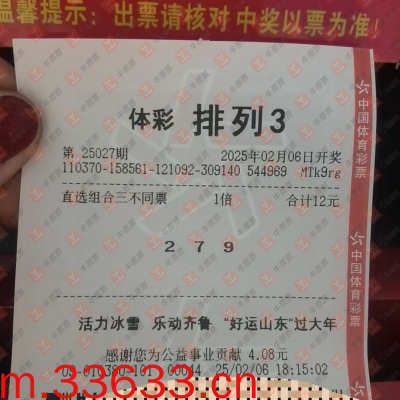 温馨提示：出票请核对 中奖以票为准！
体彩 排列3
第 25027期 2025年02月06日开奖
110370-158561-121092-309140 544969 MTk9rg
直选组合三不同票 1倍 合计12元
2 7 9
活力冰雪 乐动齐鲁 “好运山东”过大年
感谢您为公益事业贡献 4.08元
25/02/06 18:15:02
m.33633.cn
中国体育彩票
中国体育彩票